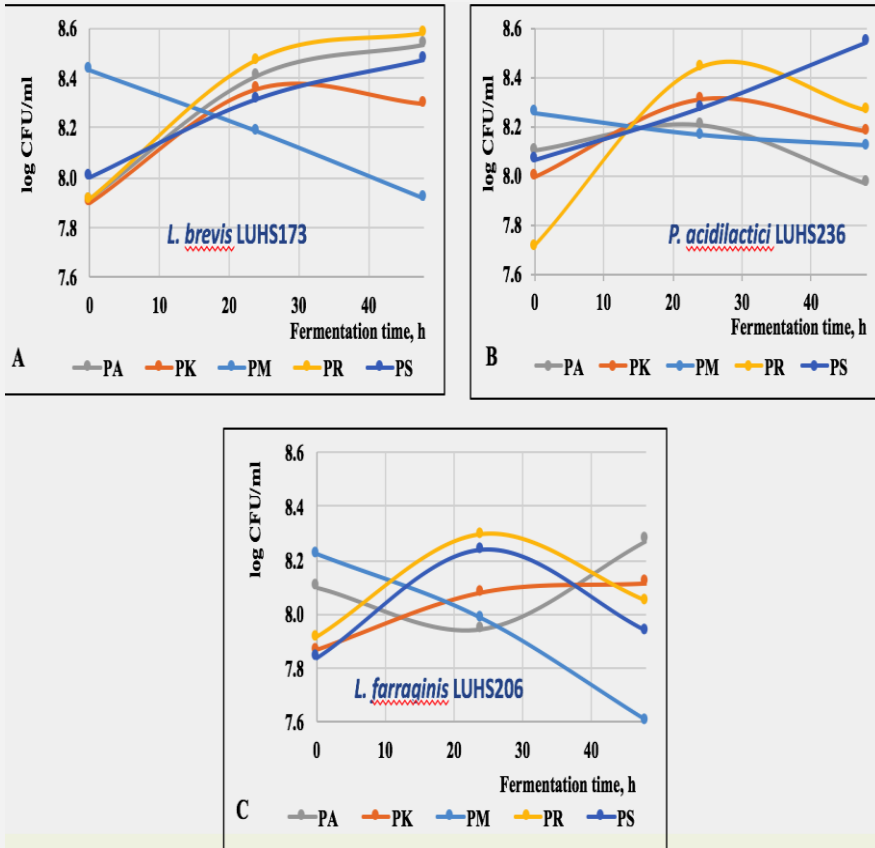 log CFU/ml
8.6
8.4
8.2
8.0
7.8
7.6
L. brevis LUHS173
0 10 20 30 40
Fermentation time, h
A
PA PK PM PR PS
log CFU/ml
8.6
8.4
8.2
8.0
7.8
7.6
P. acidilactici LUHS236
0 10 20 30 40
Fermentation time, h
B
PA PK PM PR PS
log CFU/ml
8.6
8.4
8.2
8.0
7.8
7.6
L. farraginis LUHS206
0 10 20 30 40
Fermentation time, h
C
PA PK PM PR PS